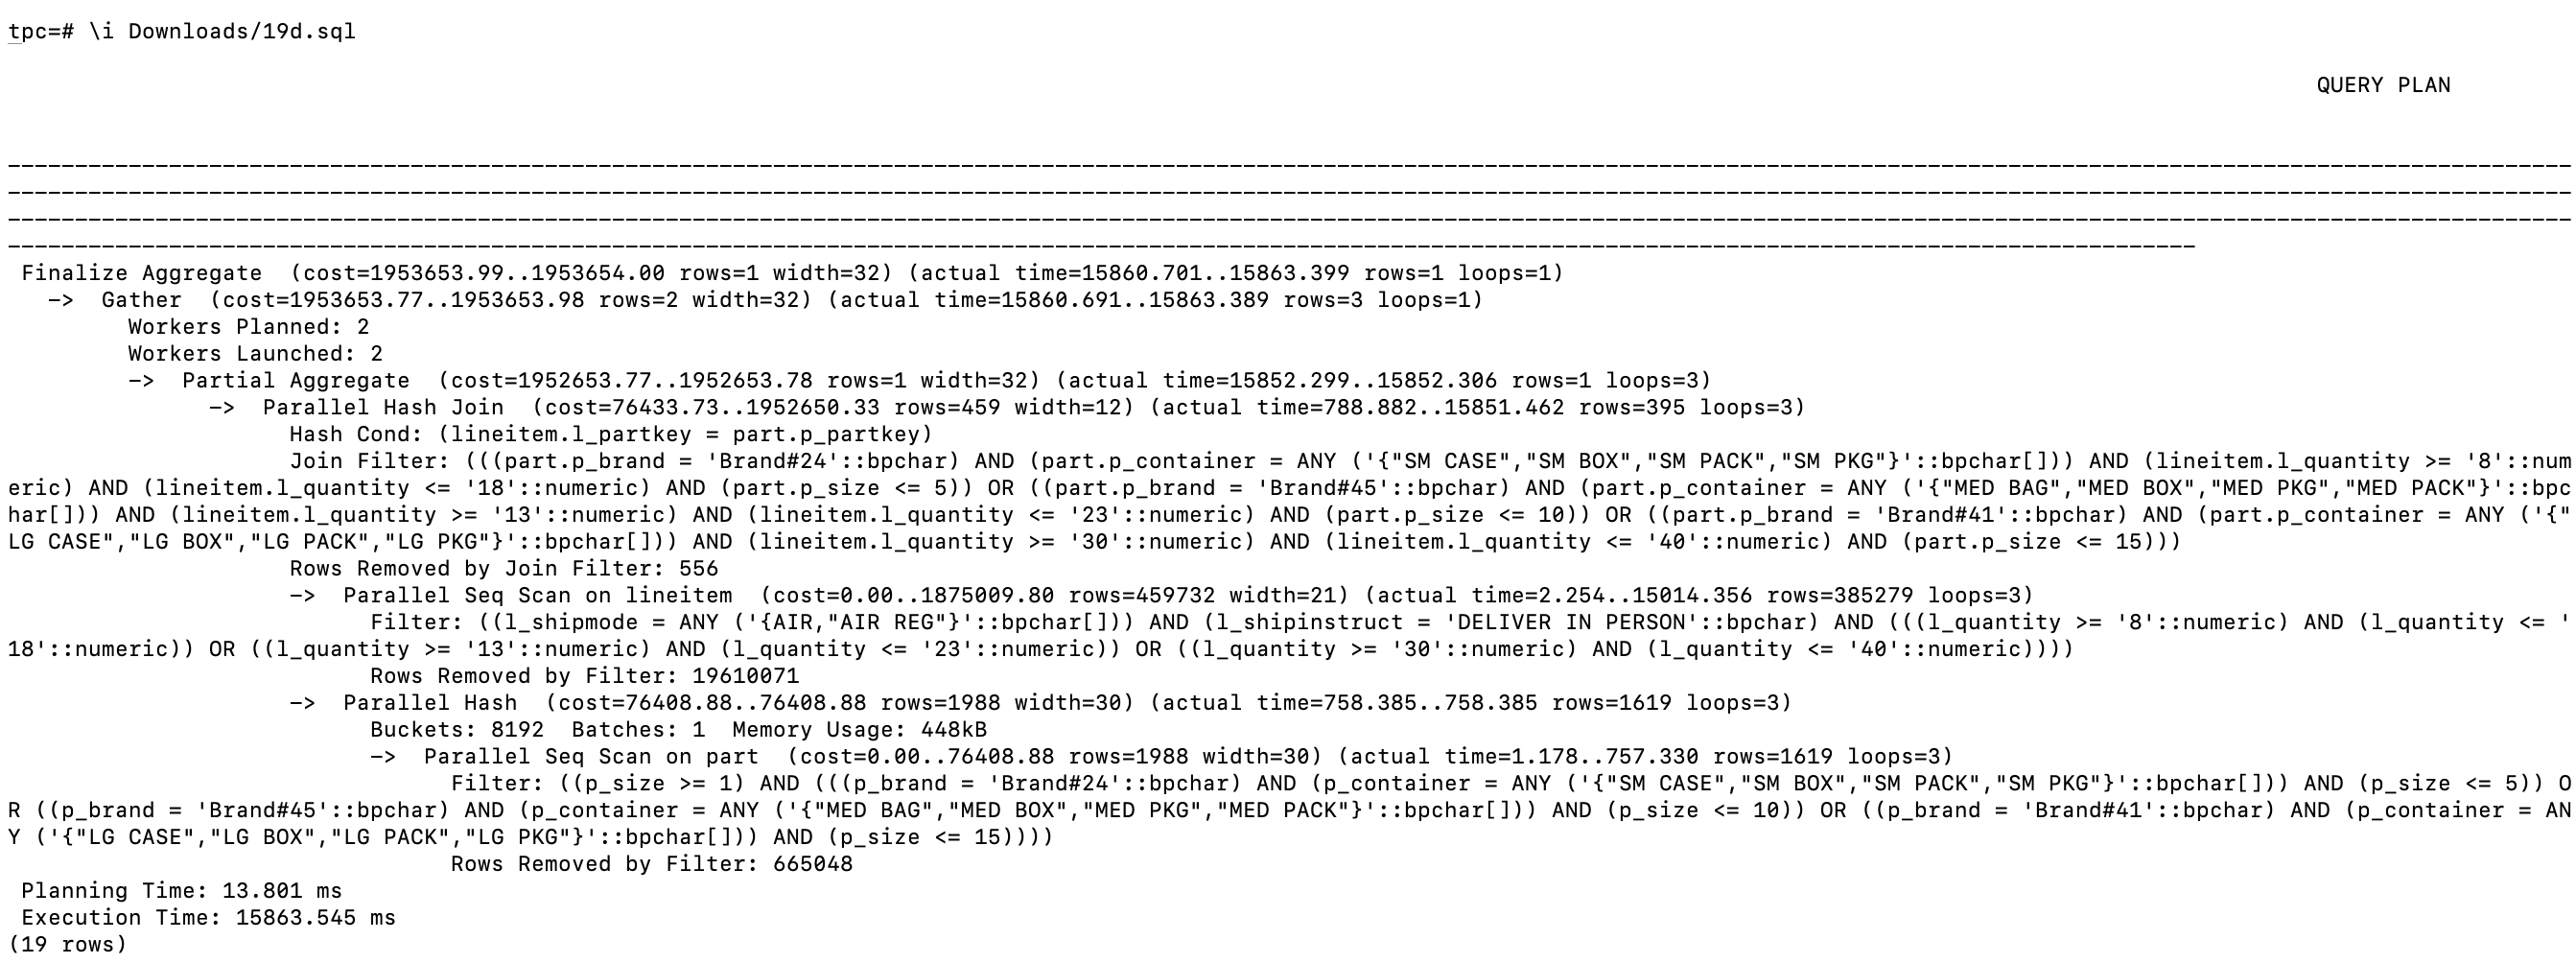 tpc=# \i Downloads/19d.sql
QUERY PLAN
--------------------------------------------------------------------------------------------------------------------------------------------------------------------------------------------------------------------------------
--------------------------------------------------------------------------------------------------------------------------------------------------------------------------------------------------------------------------------
--------------------------------------------------------------------------------------------------------------------------------------------------------------------------------------------------------------------------------
-------------------------------------------------------------------------------------------------------------------------------------------------------------------
 Finalize Aggregate  (cost=1953653.99..1953654.00 rows=1 width=32) (actual time=15860.701..15863.399 rows=1 loops=1)
   ->  Gather  (cost=1953653.77..1953653.98 rows=2 width=32) (actual time=15860.691..15863.389 rows=3 loops=1)
         Workers Planned: 2
         Workers Launched: 2
         ->  Partial Aggregate  (cost=1952653.77..1952653.78 rows=1 width=32) (actual time=15852.299..15852.306 rows=1 loops=3)
               ->  Parallel Hash Join  (cost=76433.73..1952650.33 rows=459 width=12) (actual time=788.882..15851.462 rows=395 loops=3)
                     Hash Cond: (lineitem.l_partkey = part.p_partkey)
                     Join Filter: (((part.p_brand = 'Brand#24'::bpchar) AND (part.p_container = ANY ('{"SM CASE","SM BOX","SM PACK","SM PKG"}'::bpchar[])) AND (lineitem.l_quantity >= '8'::num
eric) AND (lineitem.l_quantity <= '18'::numeric) AND (part.p_size <= 5)) OR ((part.p_brand = 'Brand#45'::bpchar) AND (part.p_container = ANY ('{"MED BAG","MED BOX","MED PKG","MED PACK"}'::bpc
har[])) AND (lineitem.l_quantity >= '13'::numeric) AND (lineitem.l_quantity <= '23'::numeric) AND (part.p_size <= 10)) OR ((part.p_brand = 'Brand#41'::bpchar) AND (part.p_container = ANY ('{"
LG CASE","LG BOX","LG PACK","LG PKG"}'::bpchar[])) AND (lineitem.l_quantity >= '30'::numeric) AND (lineitem.l_quantity <= '40'::numeric) AND (part.p_size <= 15)))
                     Rows Removed by Join Filter: 556
                     ->  Parallel Seq Scan on lineitem  (cost=0.00..1875009.80 rows=459732 width=21) (actual time=2.254..15014.356 rows=385279 loops=3)
                           Filter: ((l_shipmode = ANY ('{AIR,"AIR REG"}'::bpchar[])) AND (l_shipinstruct = 'DELIVER IN PERSON'::bpchar) AND (((l_quantity >= '8'::numeric) AND (l_quantity <= '
18'::numeric)) OR ((l_quantity >= '13'::numeric) AND (l_quantity <= '23'::numeric)) OR ((l_quantity >= '30'::numeric) AND (l_quantity <= '40'::numeric))))
                           Rows Removed by Filter: 19610071
                     ->  Parallel Hash  (cost=76408.88..76408.88 rows=1988 width=30) (actual time=758.385..758.385 rows=1619 loops=3)
                           Buckets: 8192  Batches: 1  Memory Usage: 448kB
                           ->  Parallel Seq Scan on part  (cost=0.00..76408.88 rows=1988 width=30) (actual time=1.178..757.330 rows=1619 loops=3)
                                 Filter: ((p_size >= 1) AND (((p_brand = 'Brand#24'::bpchar) AND (p_container = ANY ('{"SM CASE","SM BOX","SM PACK","SM PKG"}'::bpchar[])) AND (p_size <= 5)) O
R ((p_brand = 'Brand#45'::bpchar) AND (p_container = ANY ('{"MED BAG","MED BOX","MED PKG","MED PACK"}'::bpchar[])) AND (p_size <= 10)) OR ((p_brand = 'Brand#41'::bpchar) AND (p_container = AN
Y ('{"LG CASE","LG BOX","LG PACK","LG PKG"}'::bpchar[])) AND (p_size <= 15))))
                                 Rows Removed by Filter: 665048
 Planning Time: 13.801 ms
 Execution Time: 15863.545 ms
(19 rows)